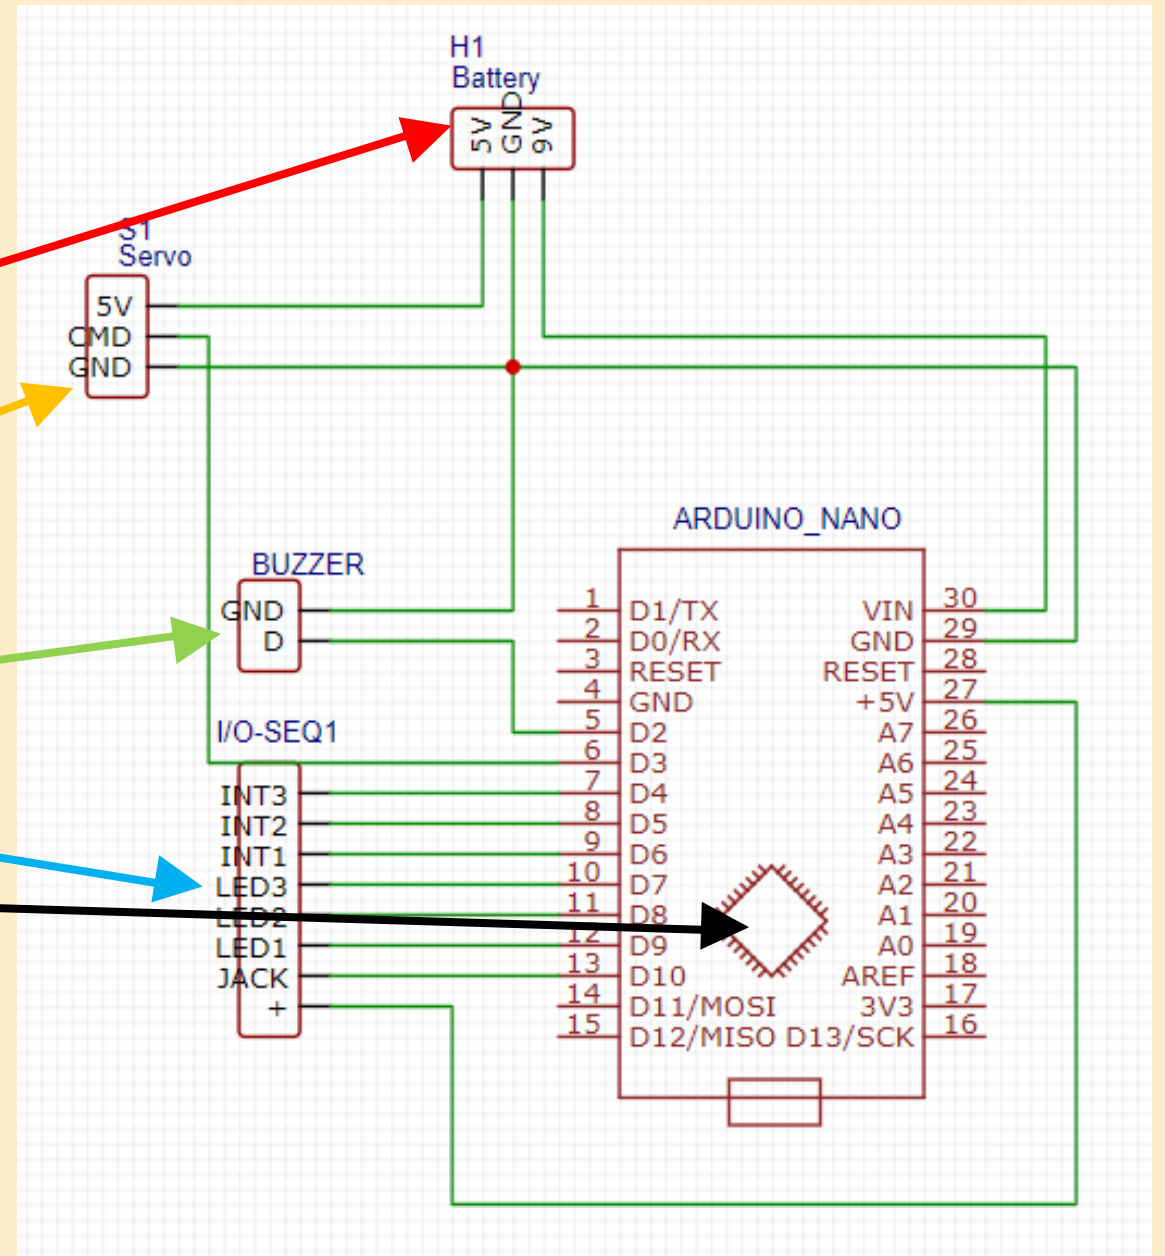 H1
Battery
5V
GND
9V
S1
Servo
5V
CMD
GND
ARDUINO_NANO
BUZZER
GND
D
I/O-SEQ1
INT3
INT2
INT1
LED3
LED2
LED1
JACK
+
1 D1/TX VIN 30
2 D0/RX GND 29
3 RESET RESET 28
4 GND +5V 27
5 D2 A7 26
6 D3 A6 25
7 D4 A5 24
8 D5 A4 23
9 D6 A3 22
10 D7 A2 21
11 D8 A1 20
12 D9 A0 19
13 D10 AREF 18
14 D11/MOSI 3V3 17
15 D12/MISO D13/SCK 16